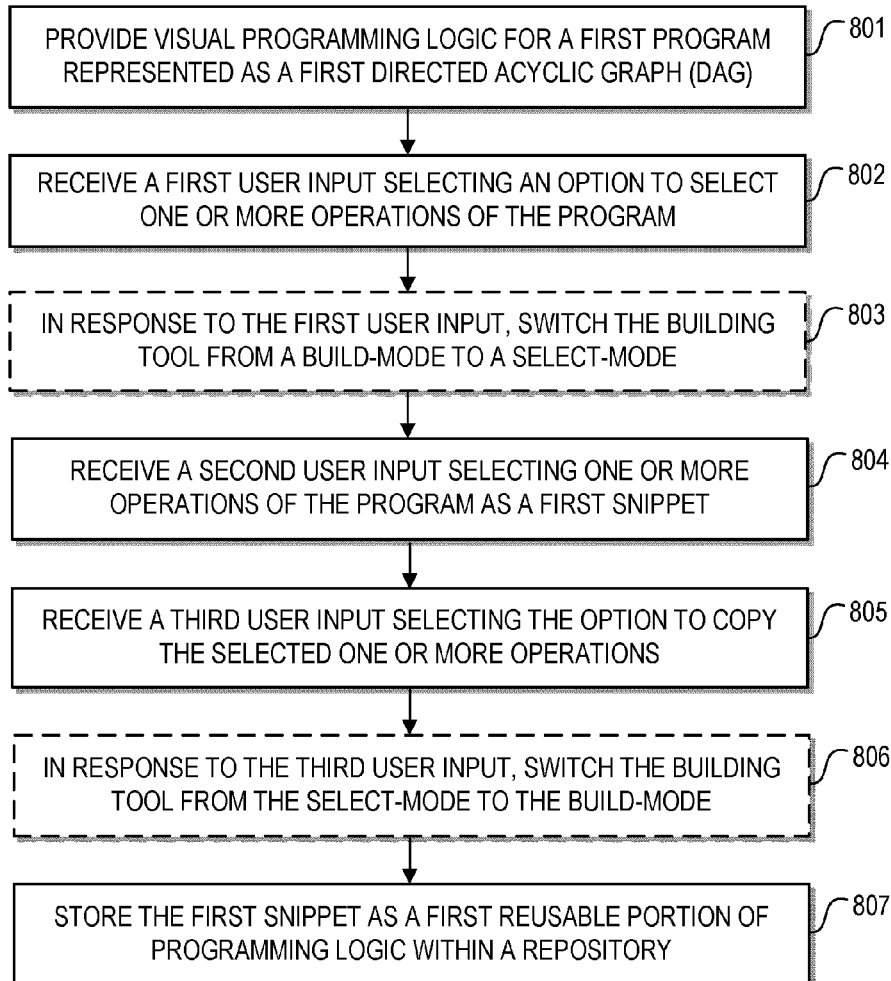 PROVIDE VISUAL PROGRAMMING LOGIC FOR A FIRST PROGRAM
REPRESENTED AS A FIRST DIRECTED ACYCLIC GRAPH (DAG)
801
RECEIVE A FIRST USER INPUT SELECTING AN OPTION TO SELECT
ONE OR MORE OPERATIONS OF THE PROGRAM
802
IN RESPONSE TO THE FIRST USER INPUT, SWITCH THE BUILDING
TOOL FROM A BUILD-MODE TO A SELECT-MODE
803
RECEIVE A SECOND USER INPUT SELECTING ONE OR MORE
OPERATIONS OF THE PROGRAM AS A FIRST SNIPPET
804
RECEIVE A THIRD USER INPUT SELECTING THE OPTION TO COPY
THE SELECTED ONE OR MORE OPERATIONS
805
IN RESPONSE TO THE THIRD USER INPUT, SWITCH THE BUILDING
TOOL FROM THE SELECT-MODE TO THE BUILD-MODE
806
STORE THE FIRST SNIPPET AS A FIRST REUSABLE PORTION OF
PROGRAMMING LOGIC WITHIN A REPOSITORY
807